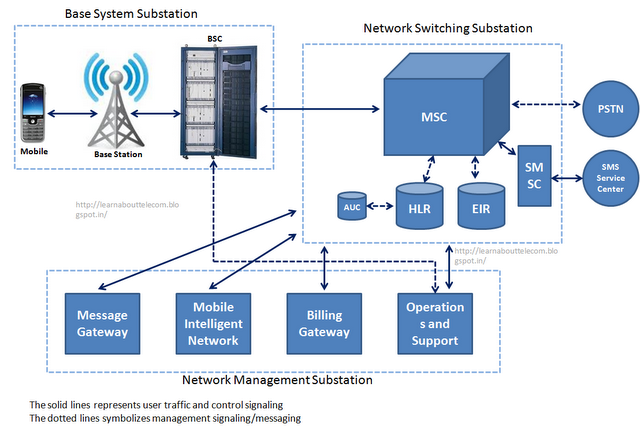 Base System Substation
BSC
Mobile
Base Station
Network Switching Substation
MSC
PSTN
SM
SC
SMS
Service
Center
AUC
HLR
EIR
http://learnabouttelecom.blo
gspot.in/
http://learnabouttelecom.blo
gspot.in/
Message
Gateway
Mobile
Intelligent
Network
Billing
Gateway
Operation
s and
Support
Network Management Substation
The solid lines represents user traffic and control signaling
The dotted lines symbolizes management signaling/messaging